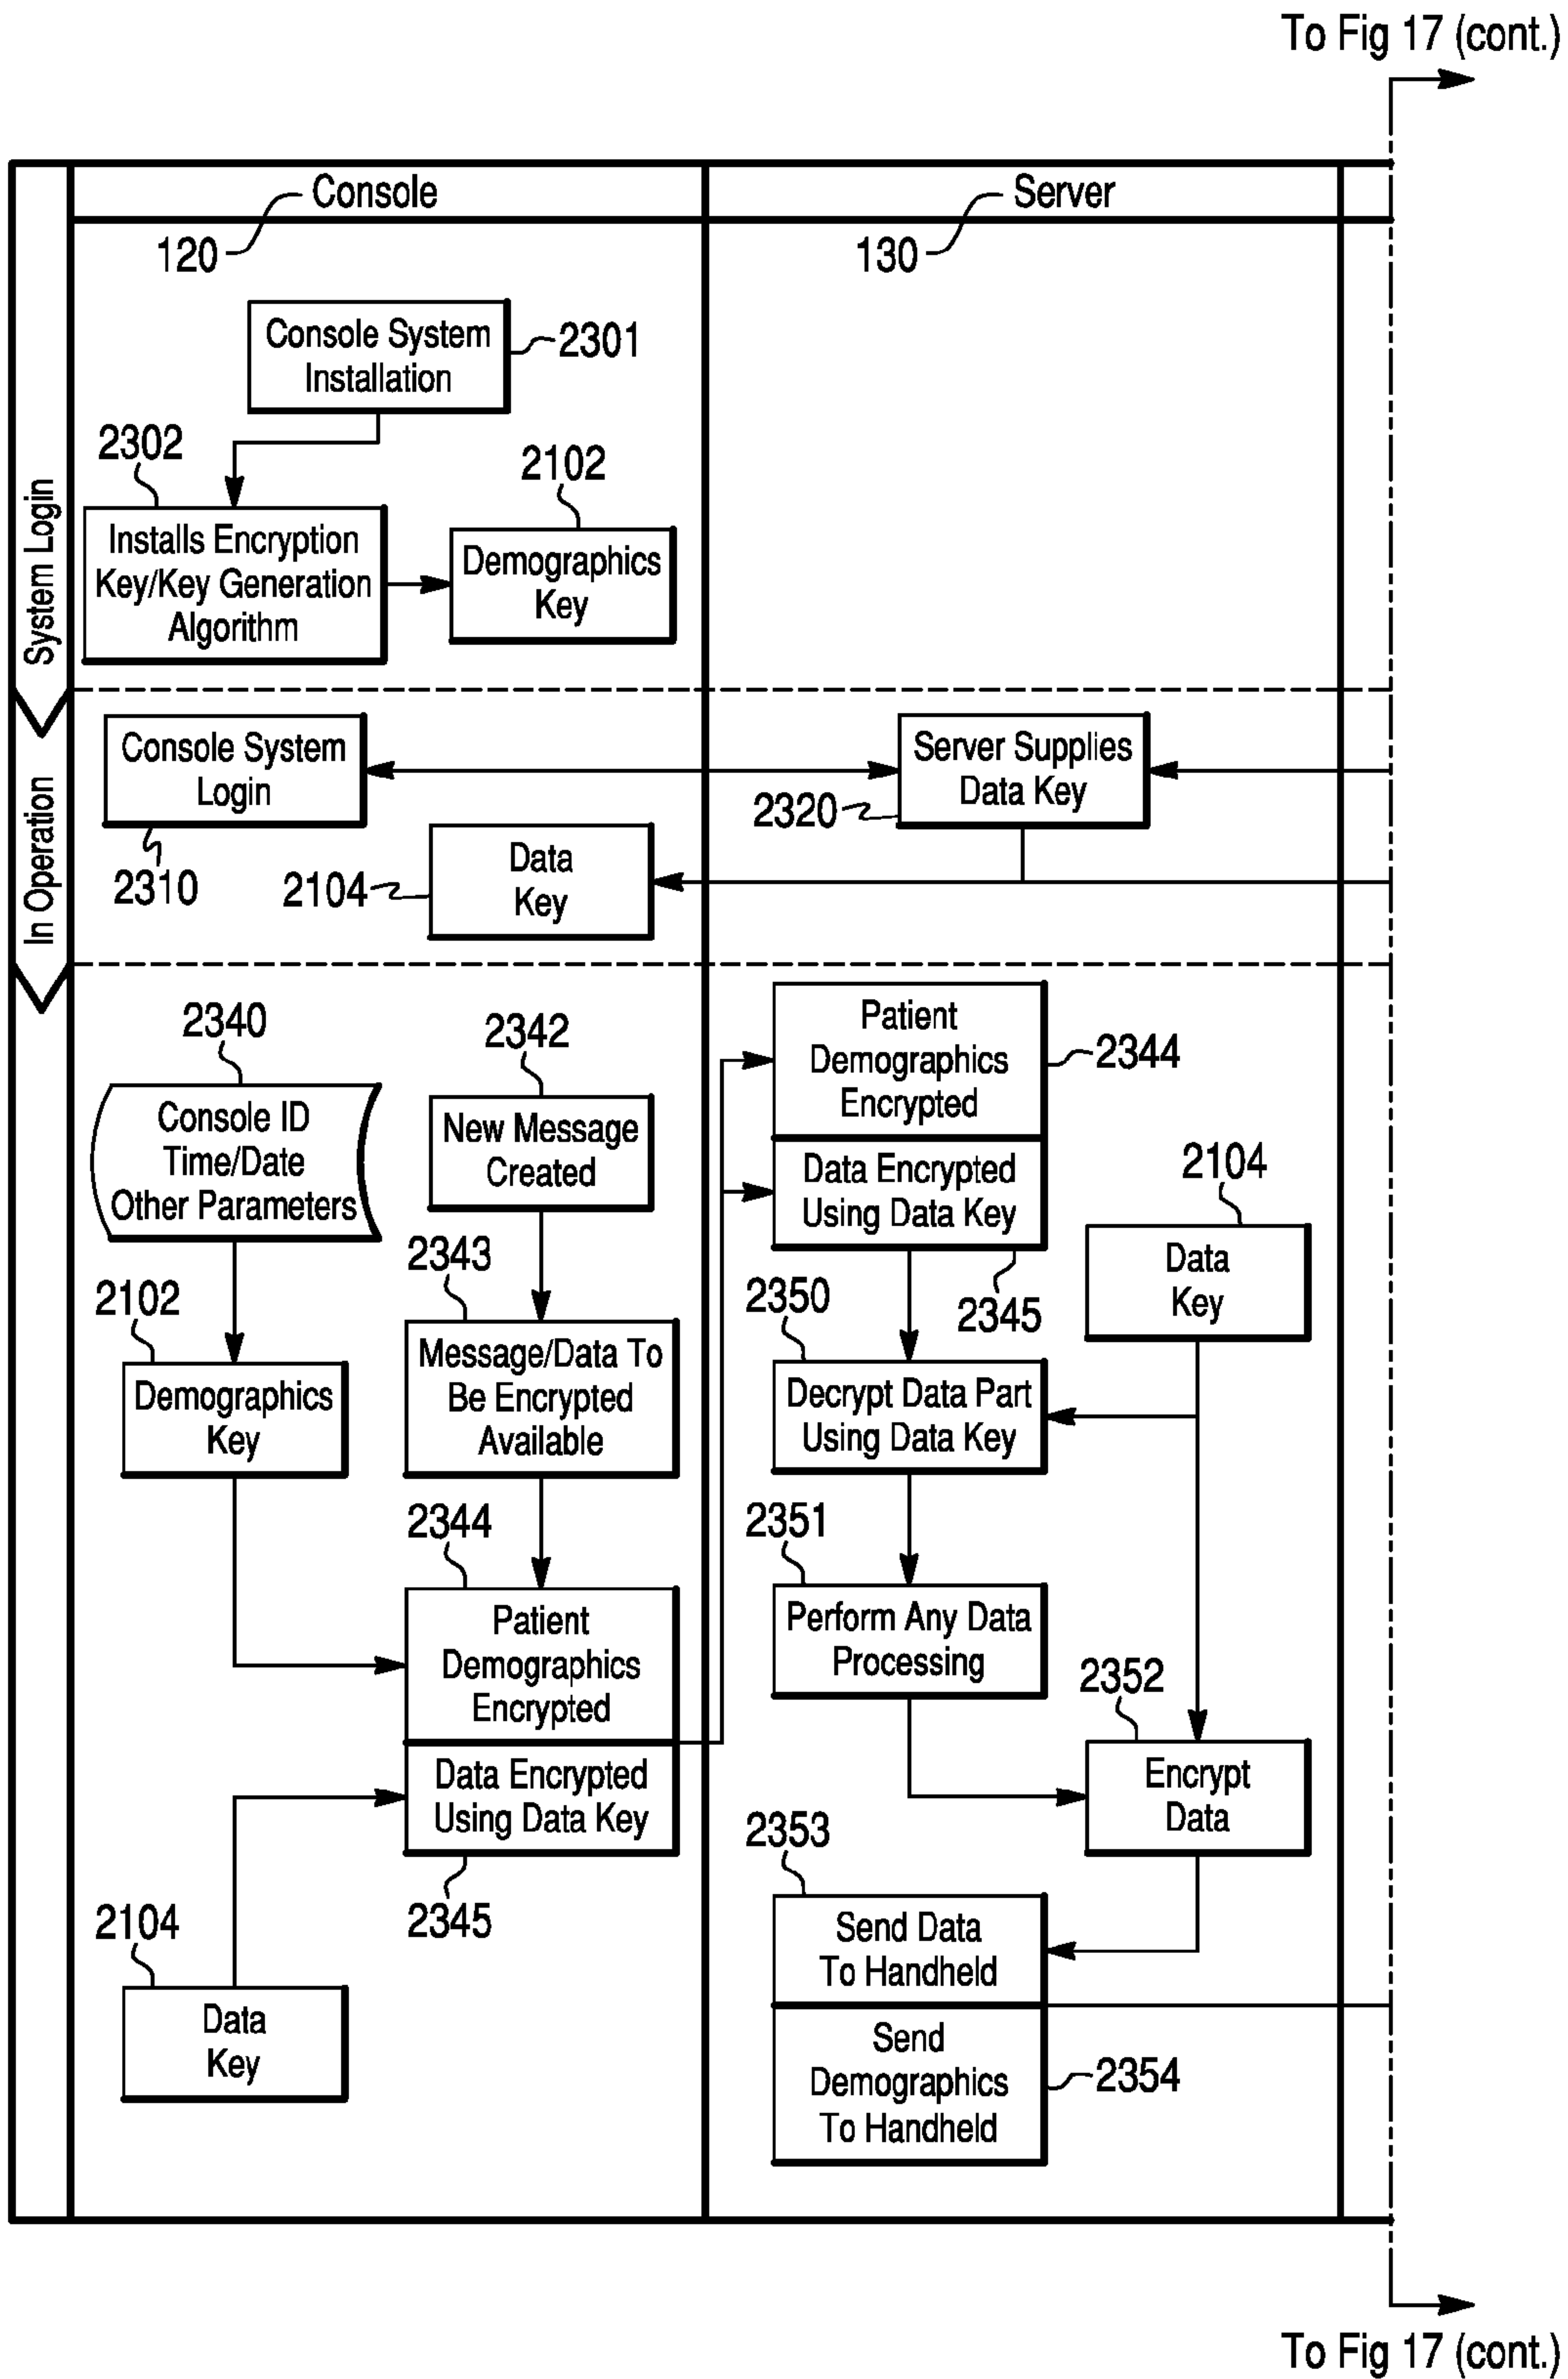 To Fig 17 (cont.)
Console
Server
120
130
System Login
Console System
Installation
2301
2302
Installs Encryption
Key/Key Generation
Algorithm
2102
Demographics
Key
In Operation
Console System
Login
2310
Server Supplies
Data Key
2320
2104
Data
Key
2340
Console ID
Time/Date
Other Parameters
2342
New Message
Created
2102
Demographics
Key
2343
Message/Data To
Be Encrypted
Available
2344
Patient
Demographics
Encrypted
Data Encrypted
Using Data Key
2345
2104
Data
Key
Patient
Demographics
Encrypted
2344
Data Encrypted
Using Data Key
2345
2104
Data
Key
2350
Decrypt Data Part
Using Data Key
2351
Perform Any Data
Processing
2352
Encrypt
Data
2353
Send Data
To Handheld
Send
Demographics
To Handheld
2354
To Fig 17 (cont.)